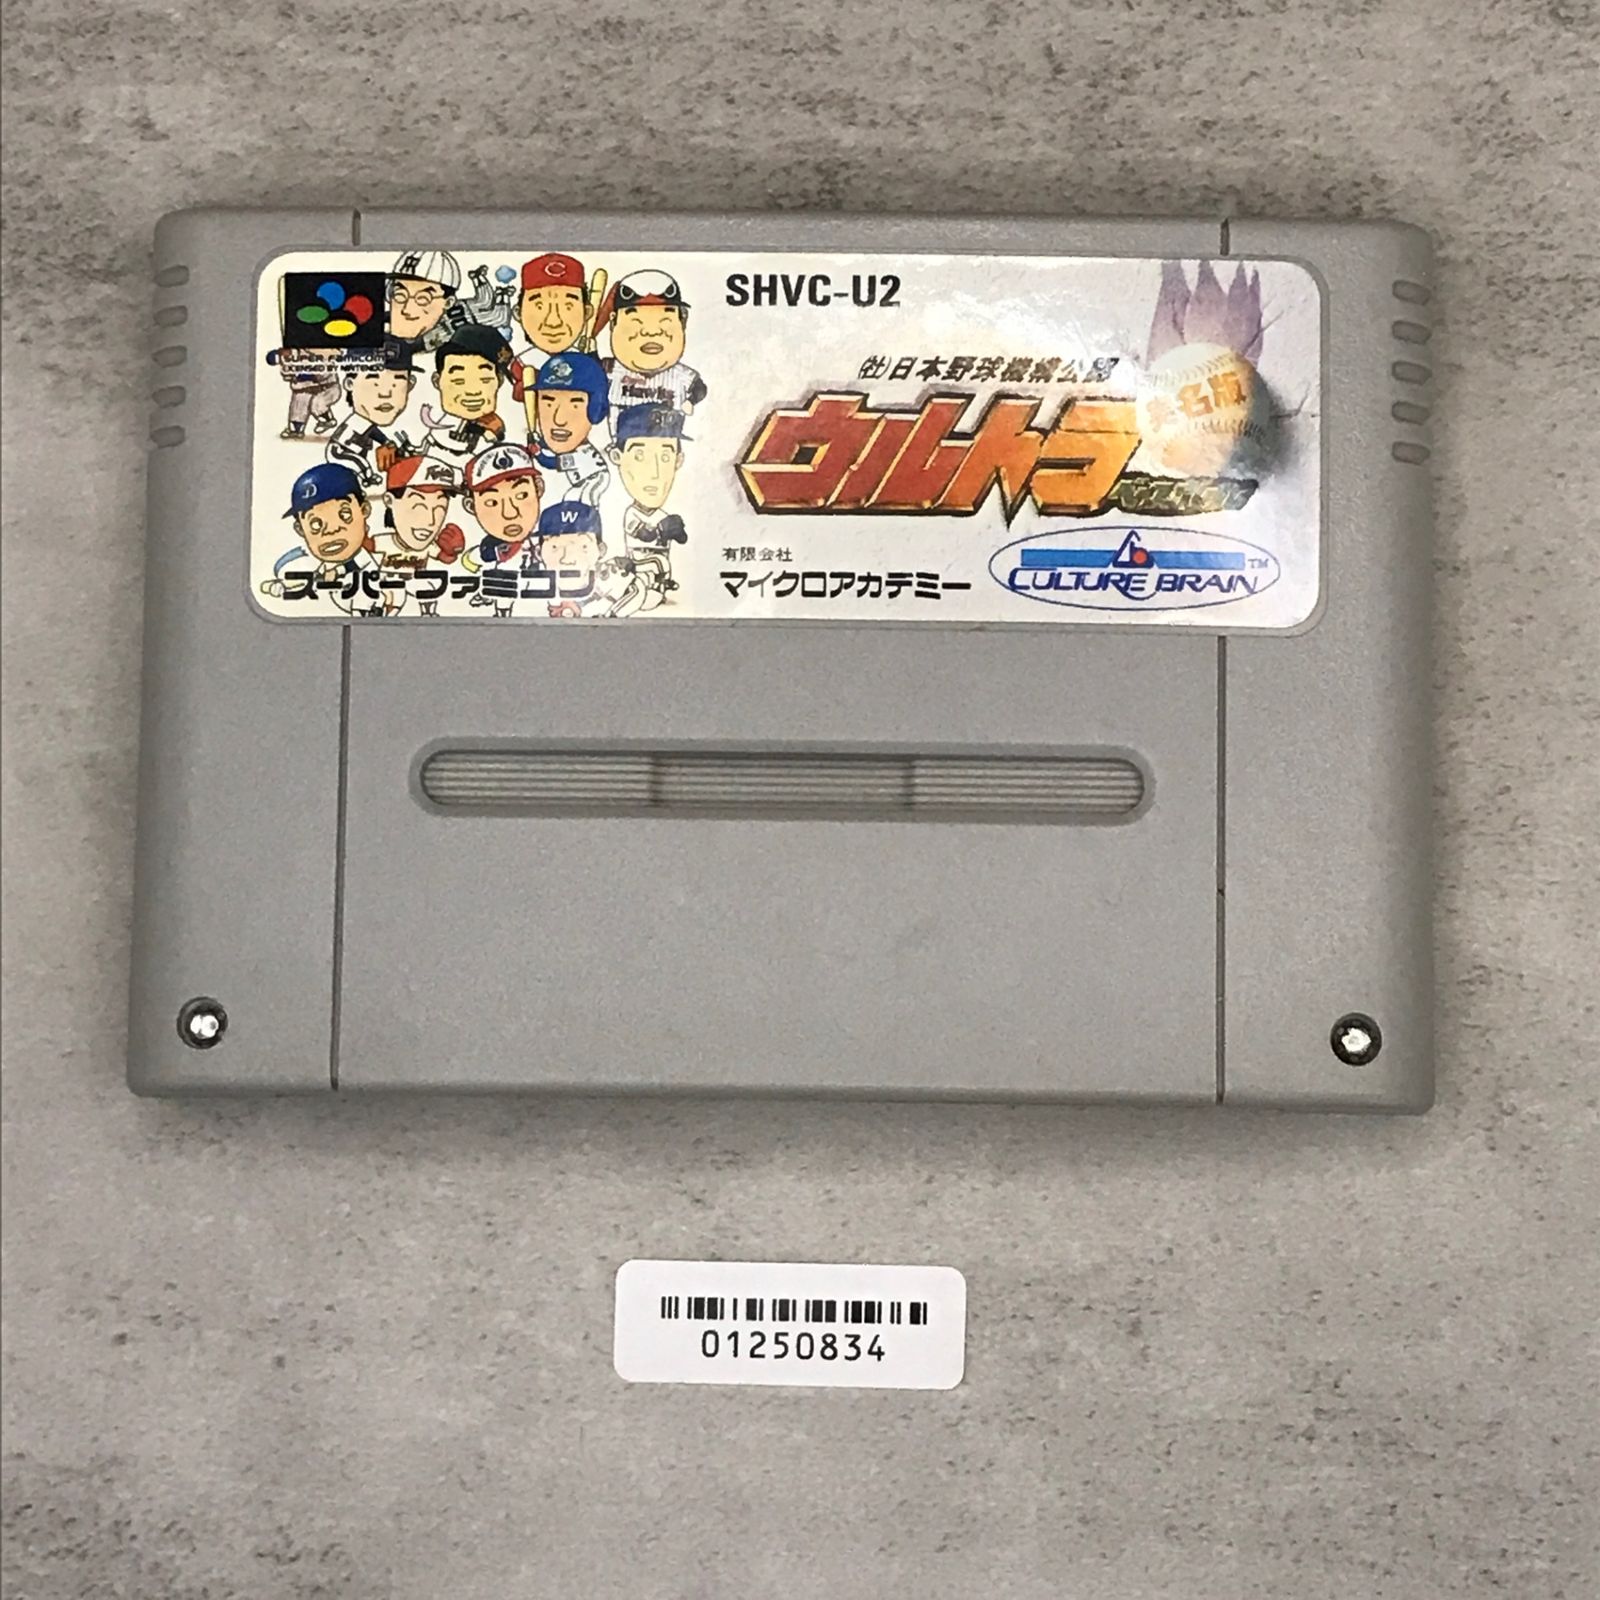 SUPER FAMICOM
LICENSED BY NINTENDO
スーパーファミコン
SHVC-U2
(社)日本野球機構公認
ウルトラ
実名版
有限会社
マイクロアカデミー
CULTURE BRAIN™
01250834